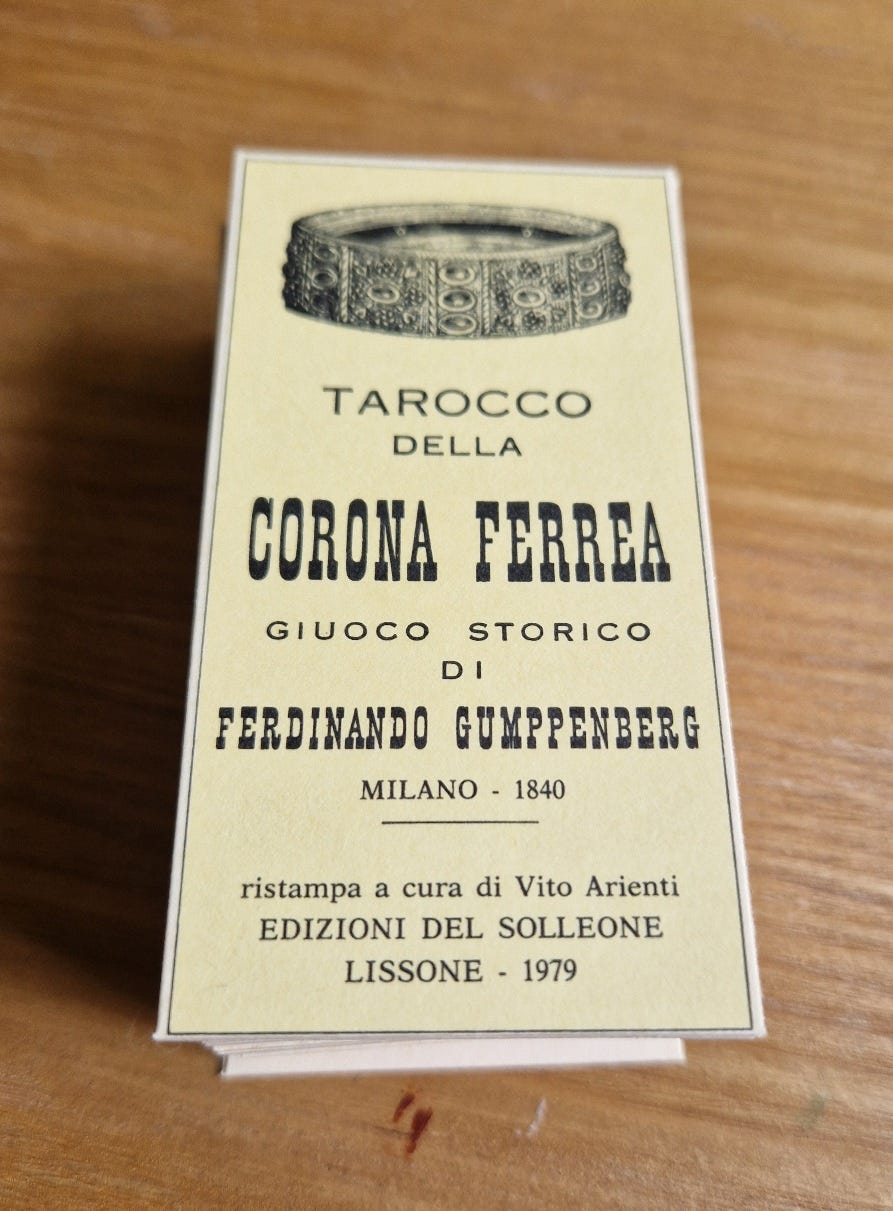 TAROCCO
DELLA
CORONA FERREA
GIUOCO STORICO
DI
FERDINANDO GUMPPENBERG
MILANO - 1840
ristampa a cura di Vito Arienti
EDIZIONI DEL SOLLEONE
LISSONE - 1979